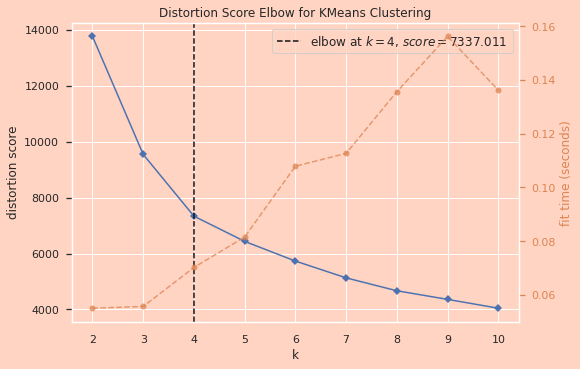 Distortion Score Elbow for KMeans Clustering
elbow at k = 4, score = 7337.011
distortion score
14000
12000
10000
8000
6000
4000
fit time (seconds)
0.16
0.14
0.12
0.10
0.08
0.06
2 3 4 5 6 7 8 9 10
k